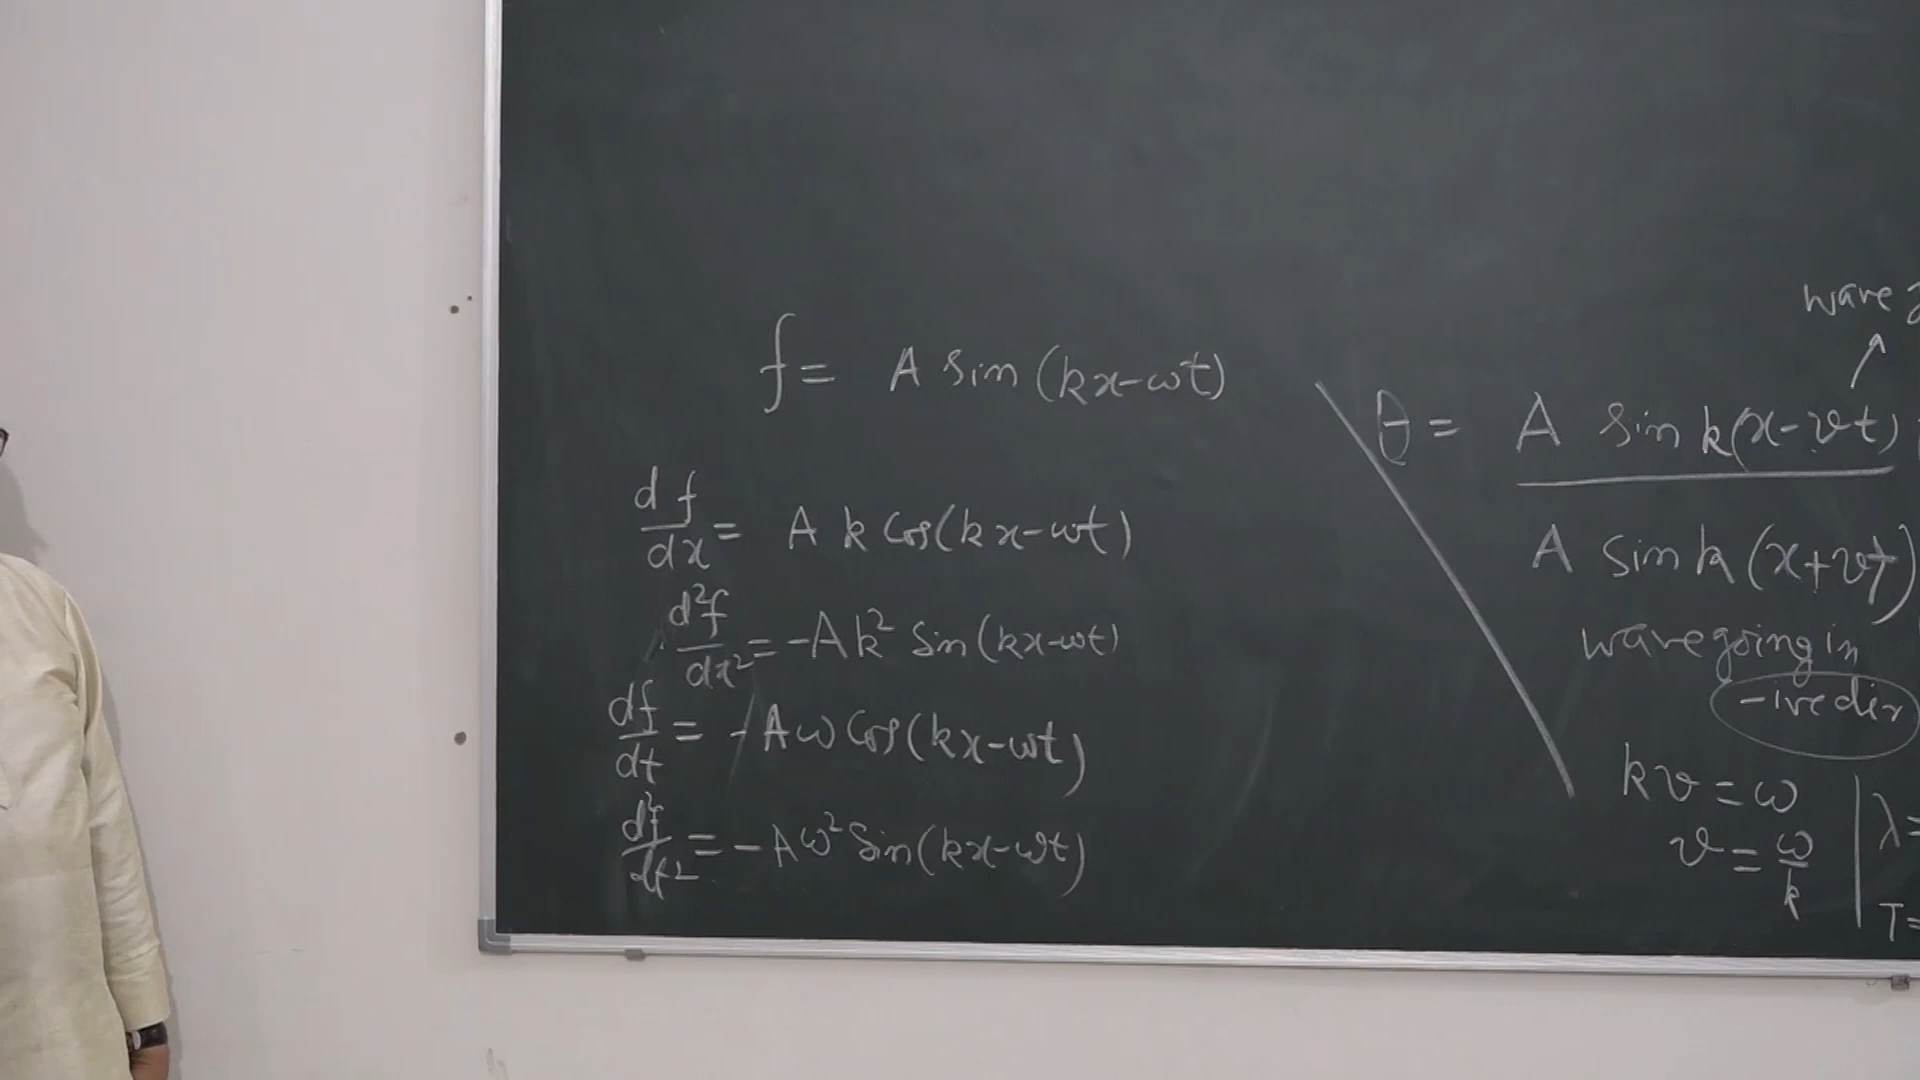 f = A sin (kx-ωt)
df/dx = A k Cos(kx-ωt)
d²f/dx² = -Ak² Sin(kx-ωt)
df/dt = -Aω Cos(kx-ωt)
d²f/dt² = -Aω² Sin(kx-ωt)
wave
θ = A Sin k(x-vt)
A Sin k (x+vt)
wave going in
-ive dir
kv = ω
v = ω/k
λ=
T=